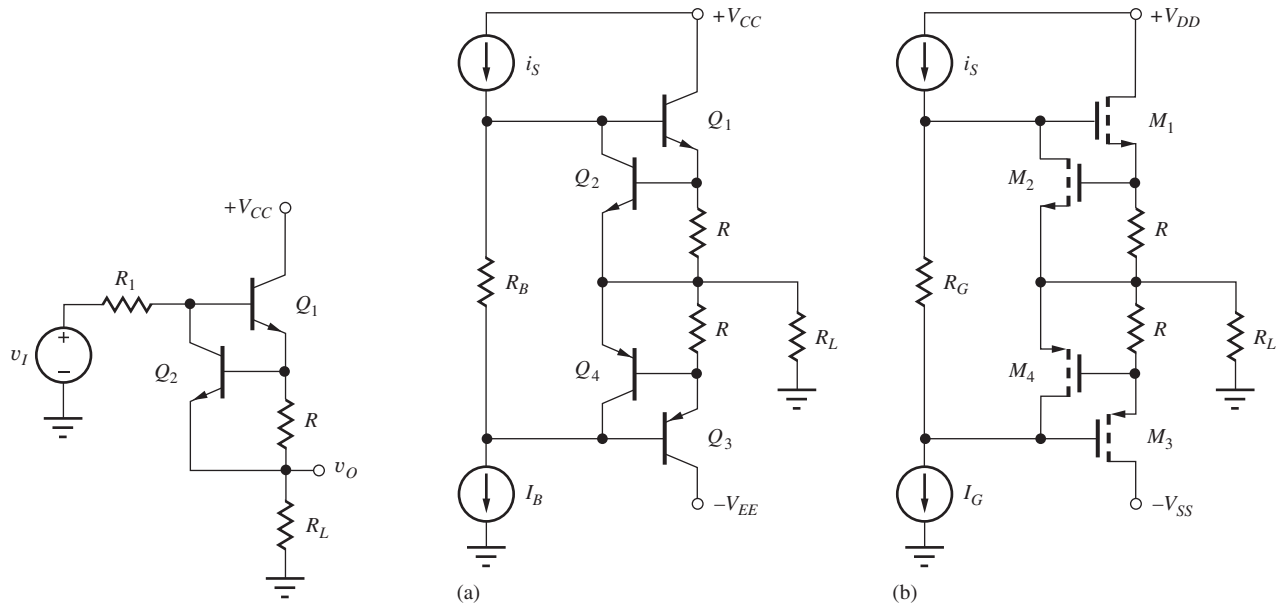 +V_CC
R_1
Q_1
v_I
Q_2
R
v_O
R_L
+V_CC
i_S
Q_1
Q_2
R
R_B
R
R_L
Q_4
Q_3
I_B
−V_EE
(a)
+V_DD
i_S
M_1
M_2
R
R_G
R
R_L
M_4
M_3
I_G
−V_SS
(b)
+
−